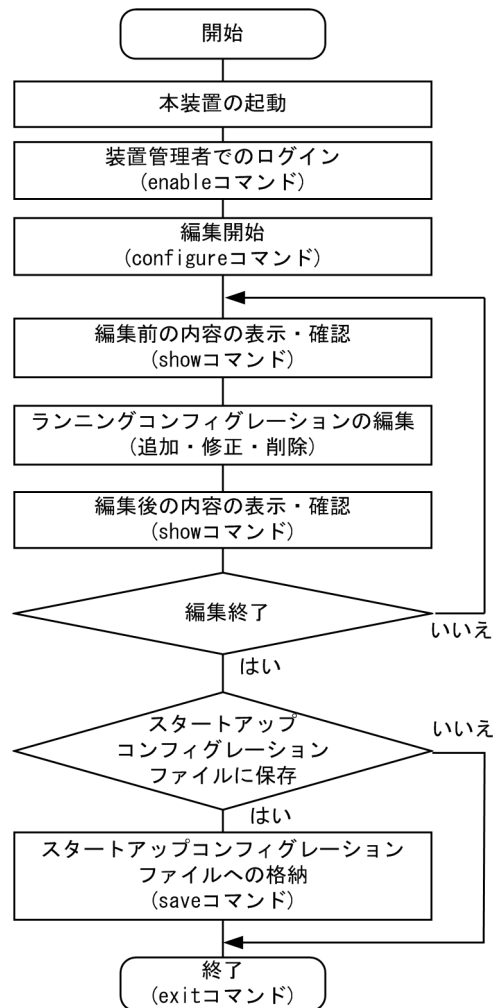 開始
本装置の起動
装置管理者でのログイン
(enableコマンド)
編集開始
(configureコマンド)
編集前の内容の表示・確認
(showコマンド)
ランニングコンフィグレーションの編集
(追加・修正・削除)
編集後の内容の表示・確認
(showコマンド)
編集終了
いいえ
はい
スタートアップ
コンフィグレーション
ファイルに保存
いいえ
はい
スタートアップコンフィグレーション
ファイルへの格納
(saveコマンド)
終了
(exitコマンド)